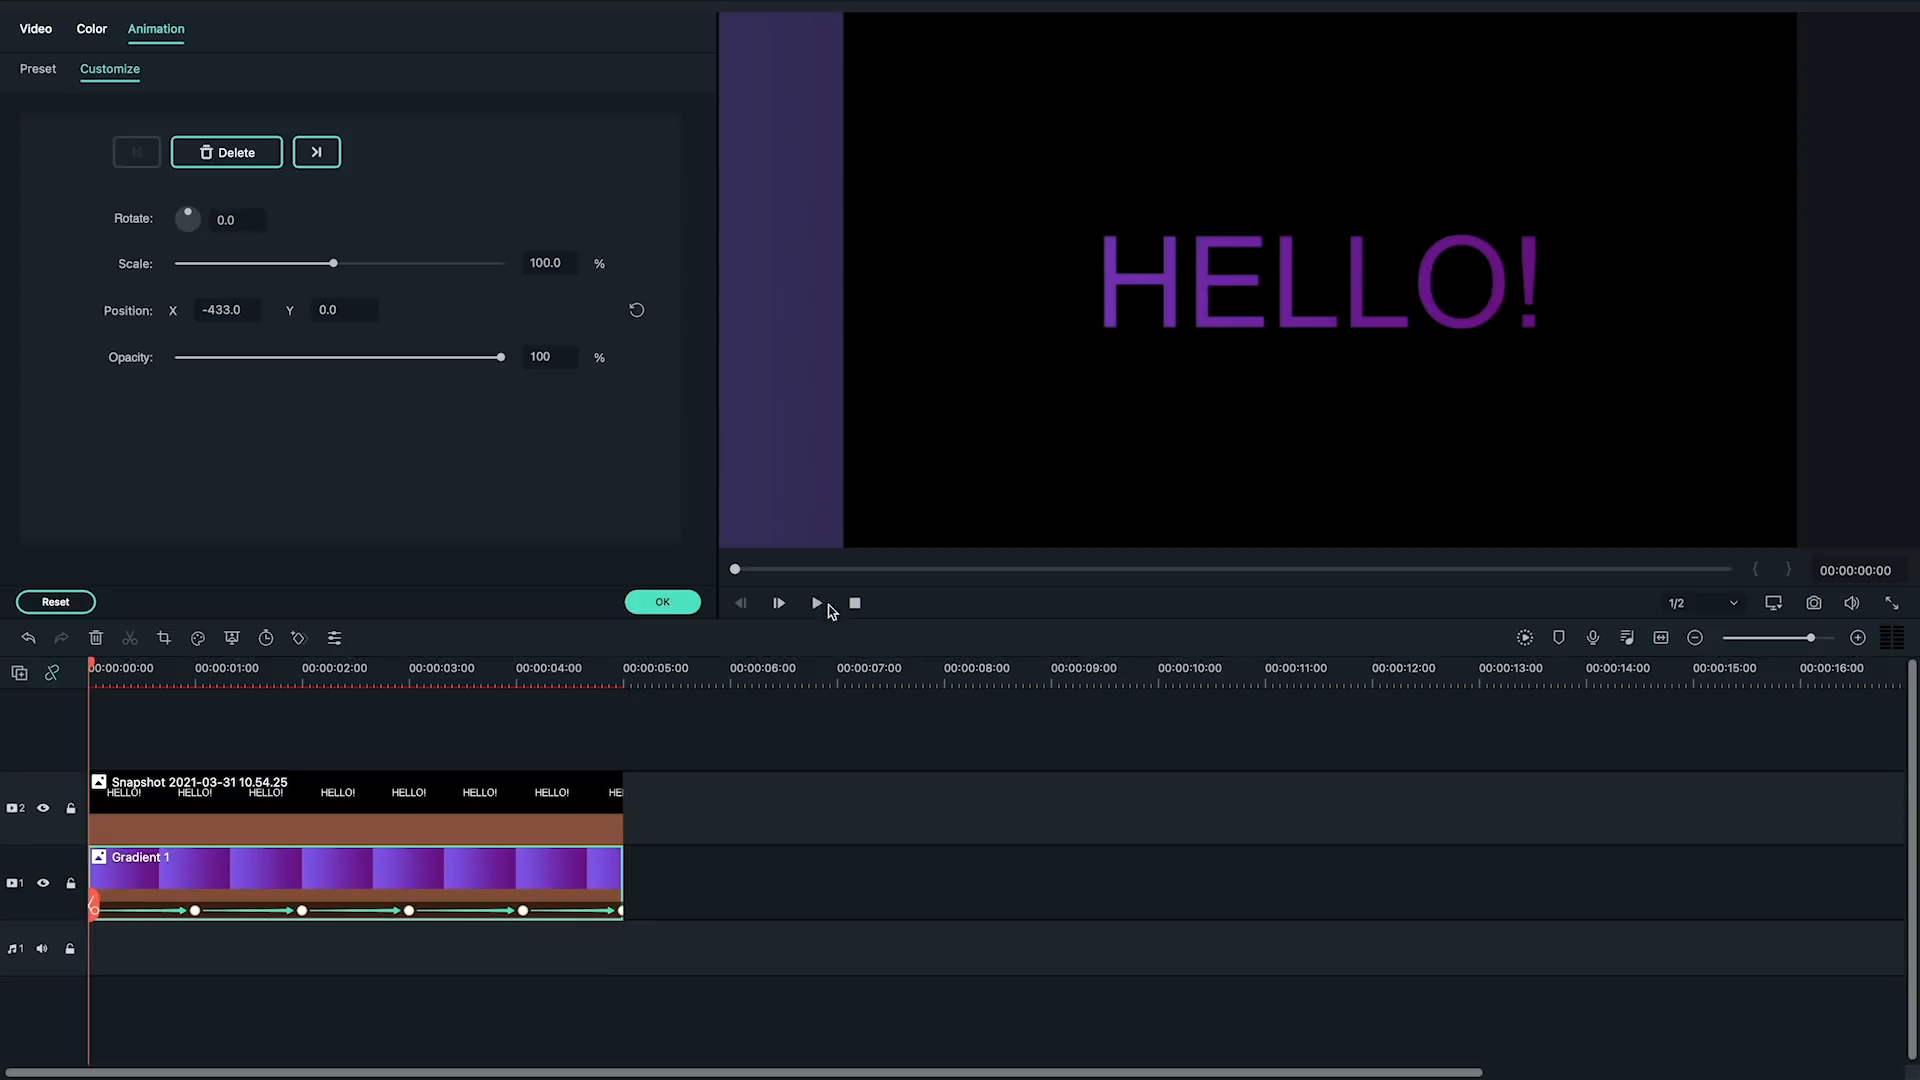 Video Color Animation
Preset Customize
Delete
Rotate: 0.0
Scale: 100.0 %
Position: X -433.0 Y 0.0
Opacity: 100 %
Reset OK
HELLO!
{ } 00:00:00:00
1/2
00:00:00:00 00:00:01:00 00:00:02:00 00:00:03:00 00:00:04:00 00:00:05:00 00:00:06:00 00:00:07:00 00:00:08:00 00:00:09:00 00:00:10:00 00:00:11:00 00:00:12:00 00:00:13:00 00:00:14:00 00:00:15:00 00:00:16:00
Snapshot 2021-03-31 10.54.25
HELLO! HELLO! HELLO! HELLO! HELLO! HELLO! HELLO! HE
2
Gradient 1
1
1